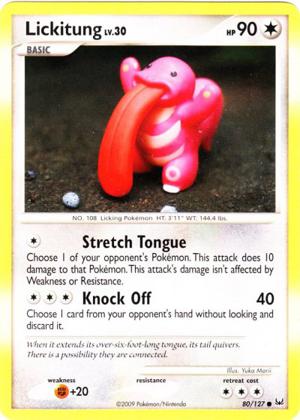 Lickitung LV.30 HP 90
BASIC
NO. 108 Licking Pokémon HT: 3'11" WT: 144.4 lbs.
Stretch Tongue
Choose 1 of your opponent's Pokémon. This attack does 10
damage to that Pokémon. This attack's damage isn't affected by
Weakness or Resistance.
Knock Off 40
Choose 1 card from your opponent's hand without looking and
discard it.
When it extends its over-six-foot-long tongue, its tail quivers.
There is a possibility they are connected.
Illus. Yuka Morii
weakness resistance retreat cost
+20
80/127
©2009 Pokémon/Nintendo